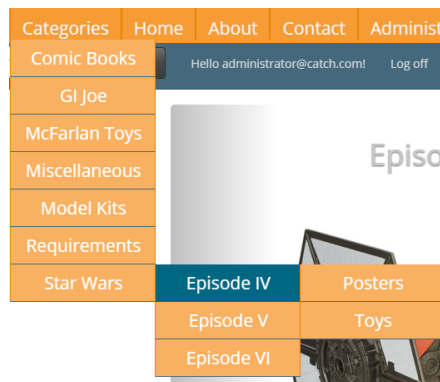 Categories Home About Contact Administ
Comic Books
Hello administrator@catch.com! Log off
GI Joe
McFarlan Toys
Episo
Miscellaneous
Model Kits
Requirements
Star Wars Episode IV Posters
Episode V Toys
Episode VI